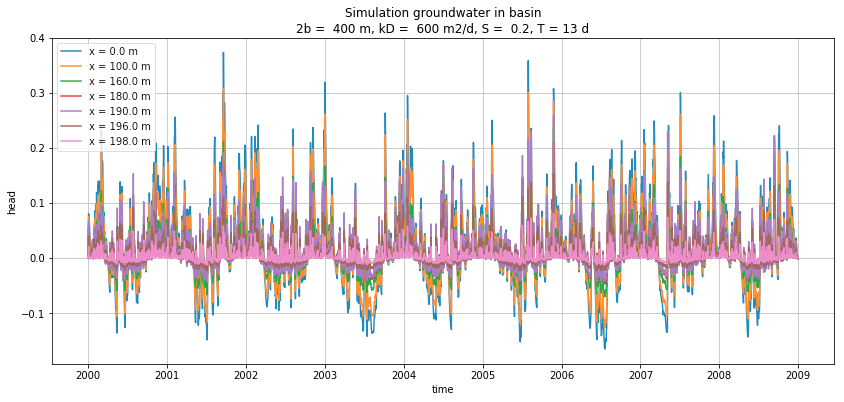 Simulation groundwater in basin
2b =  400 m, kD =  600 m2/d, S =  0.2, T = 13 d
x = 0.0 m
x = 100.0 m
x = 160.0 m
x = 180.0 m
x = 190.0 m
x = 196.0 m
x = 198.0 m
head
0.4
0.3
0.2
0.1
0.0
−0.1
2000 2001 2002 2003 2004 2005 2006 2007 2008 2009
time